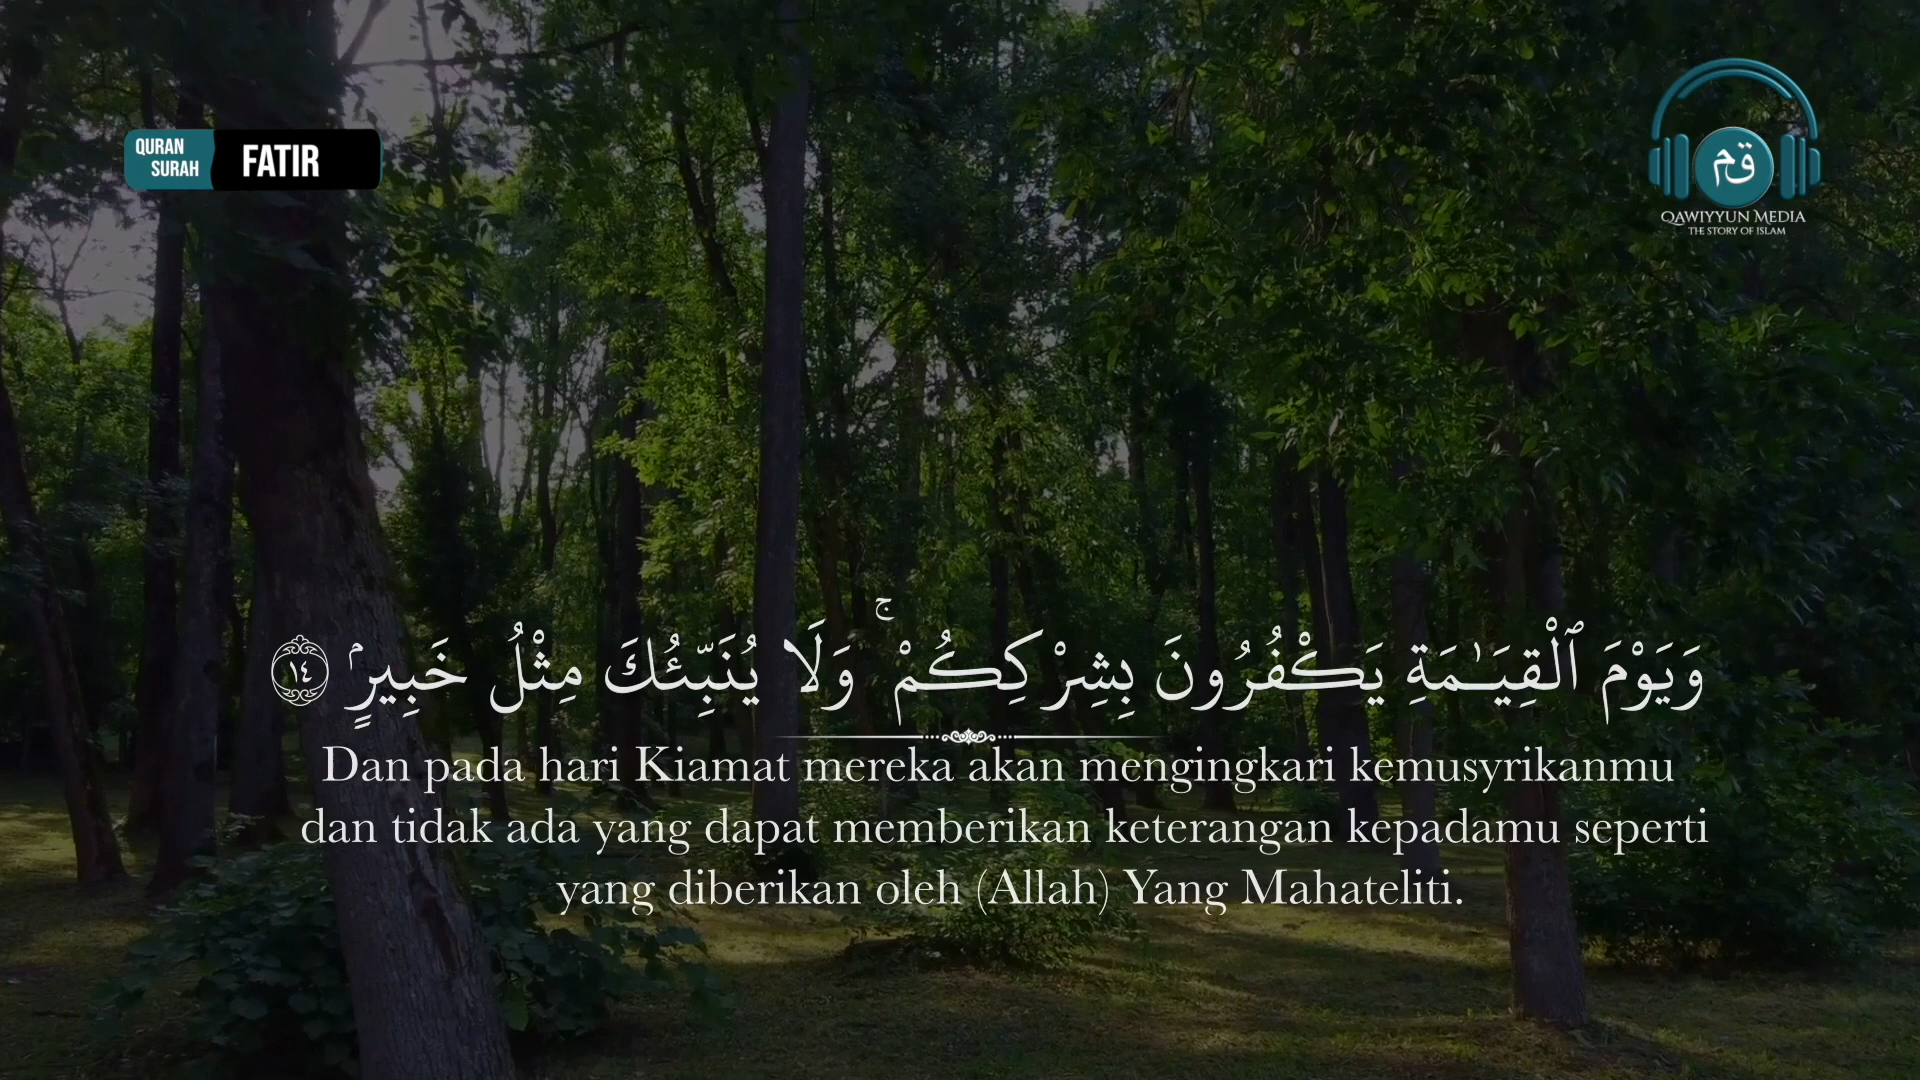 QURAN
SURAH
FATIR
قم
QAWIYYUN MEDIA
THE STORY OF ISLAM
وَيَوْمَ ٱلْقِيَـٰمَةِ يَكْفُرُونَ بِشِرْكِكُمْ ۚ وَلَا يُنَبِّئُكَ مِثْلُ خَبِيرٍۢ ١٤
Dan pada hari Kiamat mereka akan mengingkari kemusyrikanmu
dan tidak ada yang dapat memberikan keterangan kepadamu seperti
yang diberikan oleh (Allah) Yang Mahateliti.